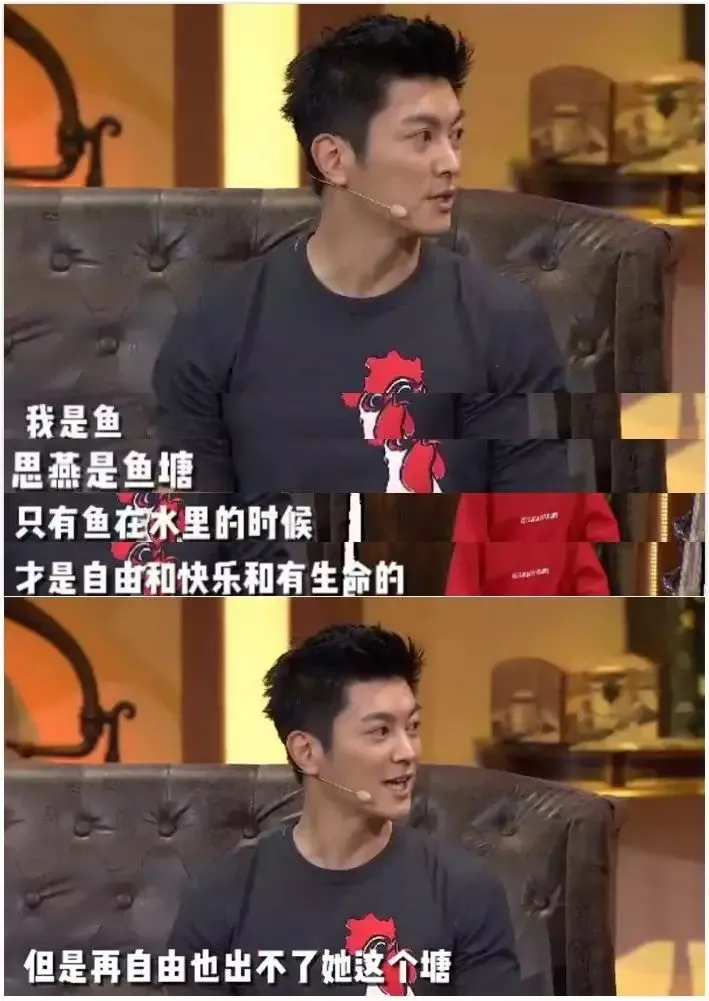 我是鱼
思燕是鱼塘
只有鱼在水里的时候
才是自由和快乐和有生命的
但是再自由也出不了她这个塘